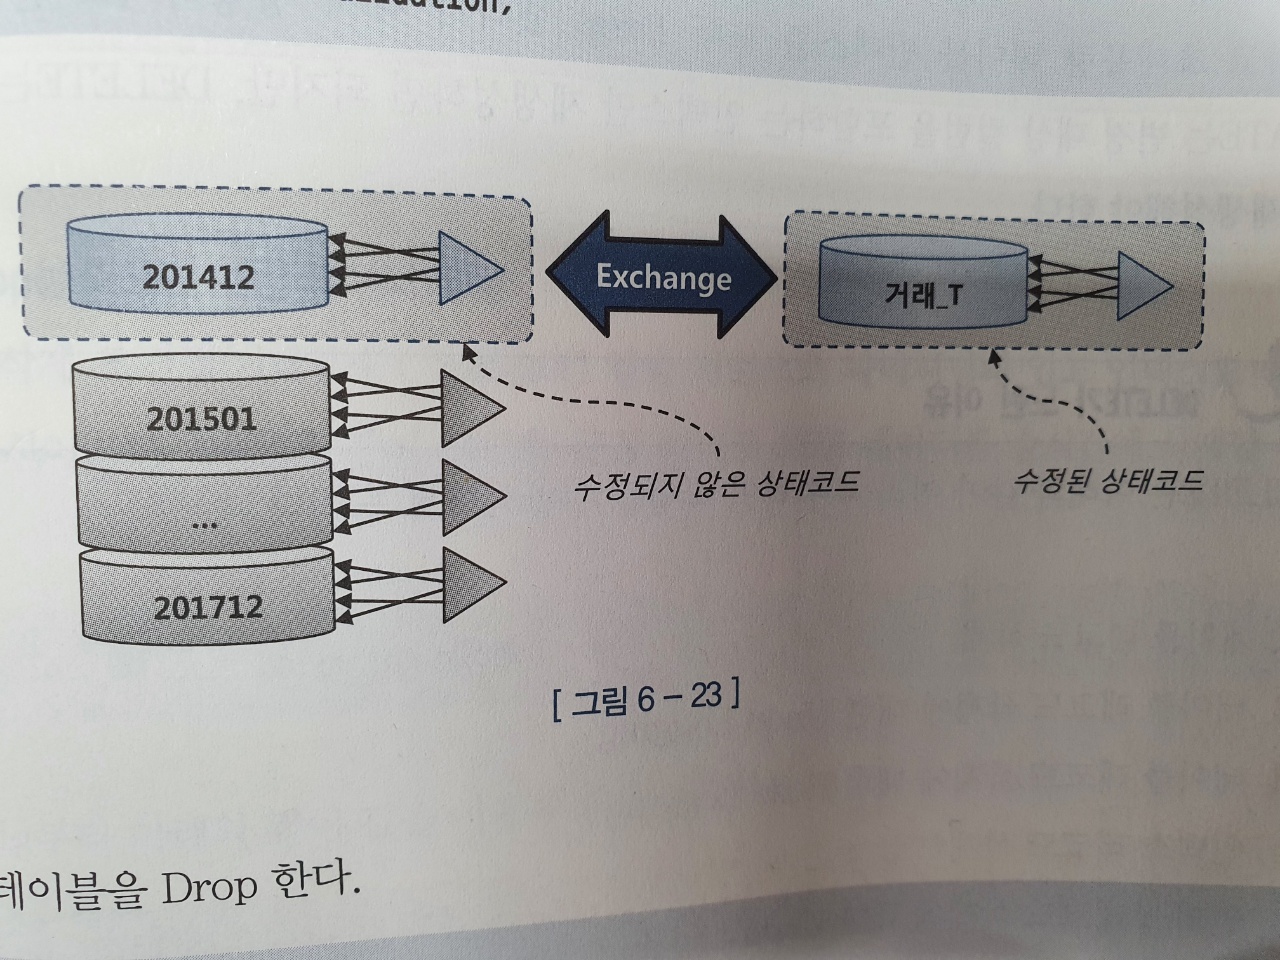 201412
Exchange
거래_T
201501
수정되지 않은 상태코드
수정된 상태코드
...
201712
[ 그림 6 - 23 ]
테이블을 Drop 한다.